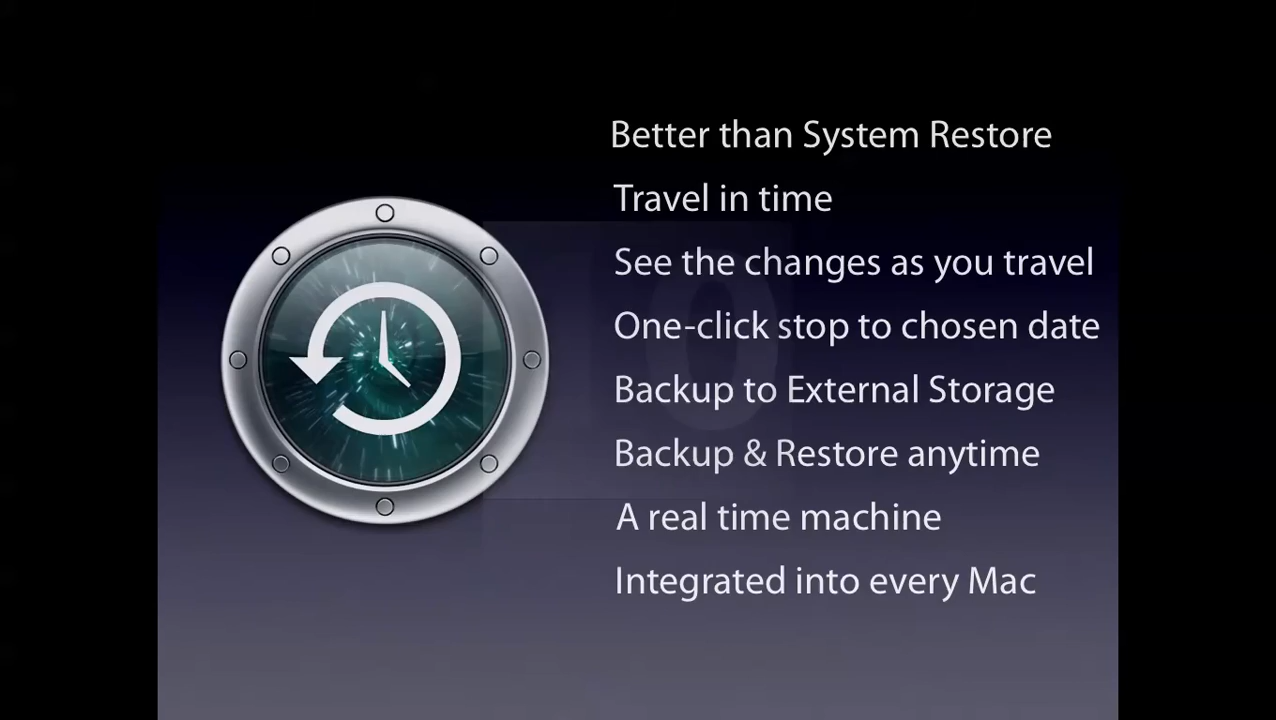 Better than System Restore
Travel in time
See the changes as you travel
One-click stop to chosen date
Backup to External Storage
Backup & Restore anytime
A real time machine
Integrated into every Mac